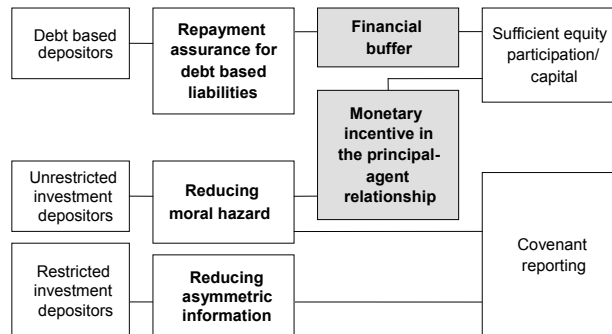 Debt based
depositors
Repayment
assurance for
debt based
liabilities
Financial
buffer
Sufficient equity
participation/
capital
Monetary
incentive in
the principal-
agent
relationship
Unrestricted
investment
depositors
Reducing
moral hazard
Covenant
reporting
Restricted
investment
depositors
Reducing
asymmetric
information